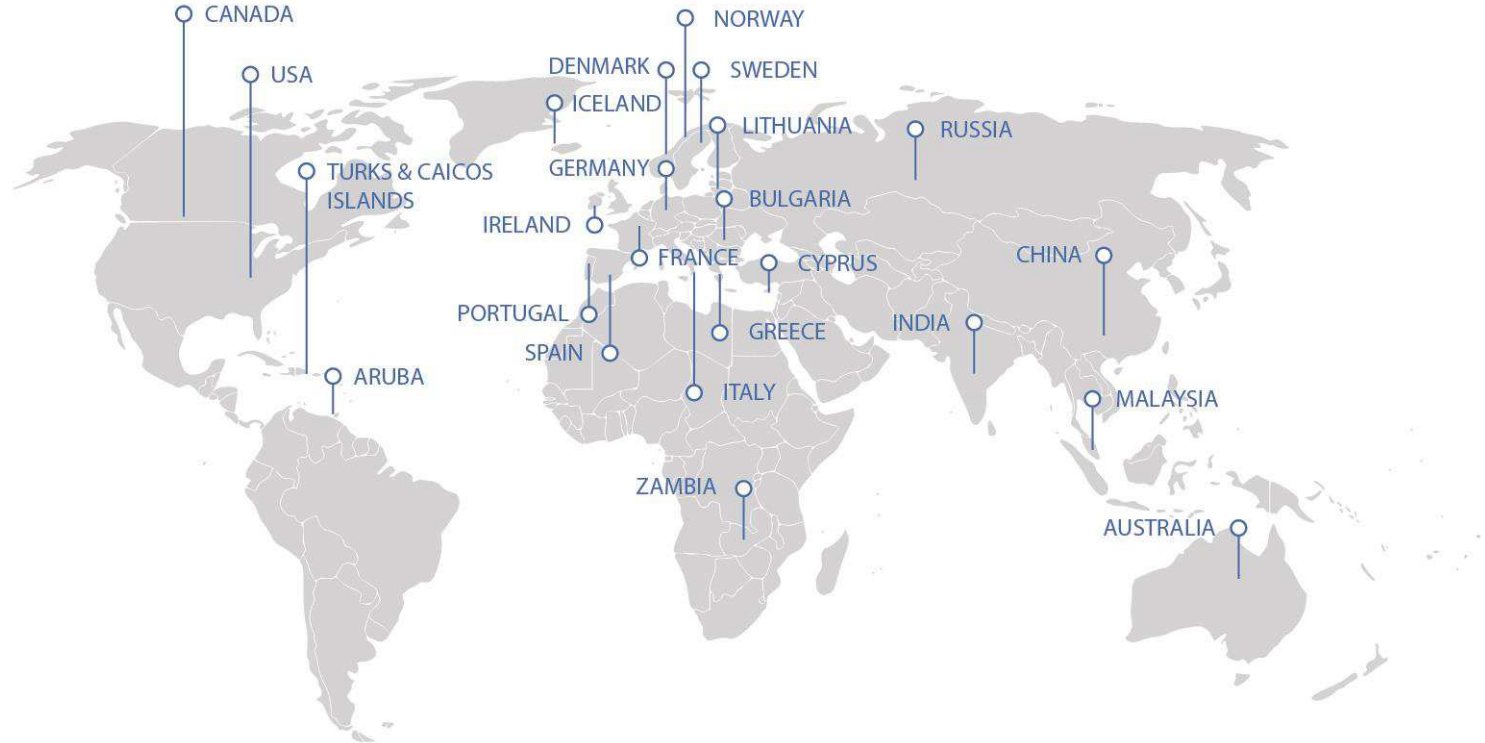 CANADA
NORWAY
DENMARK
SWEDEN
USA
ICELAND
LITHUANIA
RUSSIA
GERMANY
TURKS & CAICOS
ISLANDS
BULGARIA
IRELAND
FRANCE
CYPRUS
CHINA
PORTUGAL
INDIA
GREECE
SPAIN
ARUBA
ITALY
MALAYSIA
ZAMBIA
AUSTRALIA